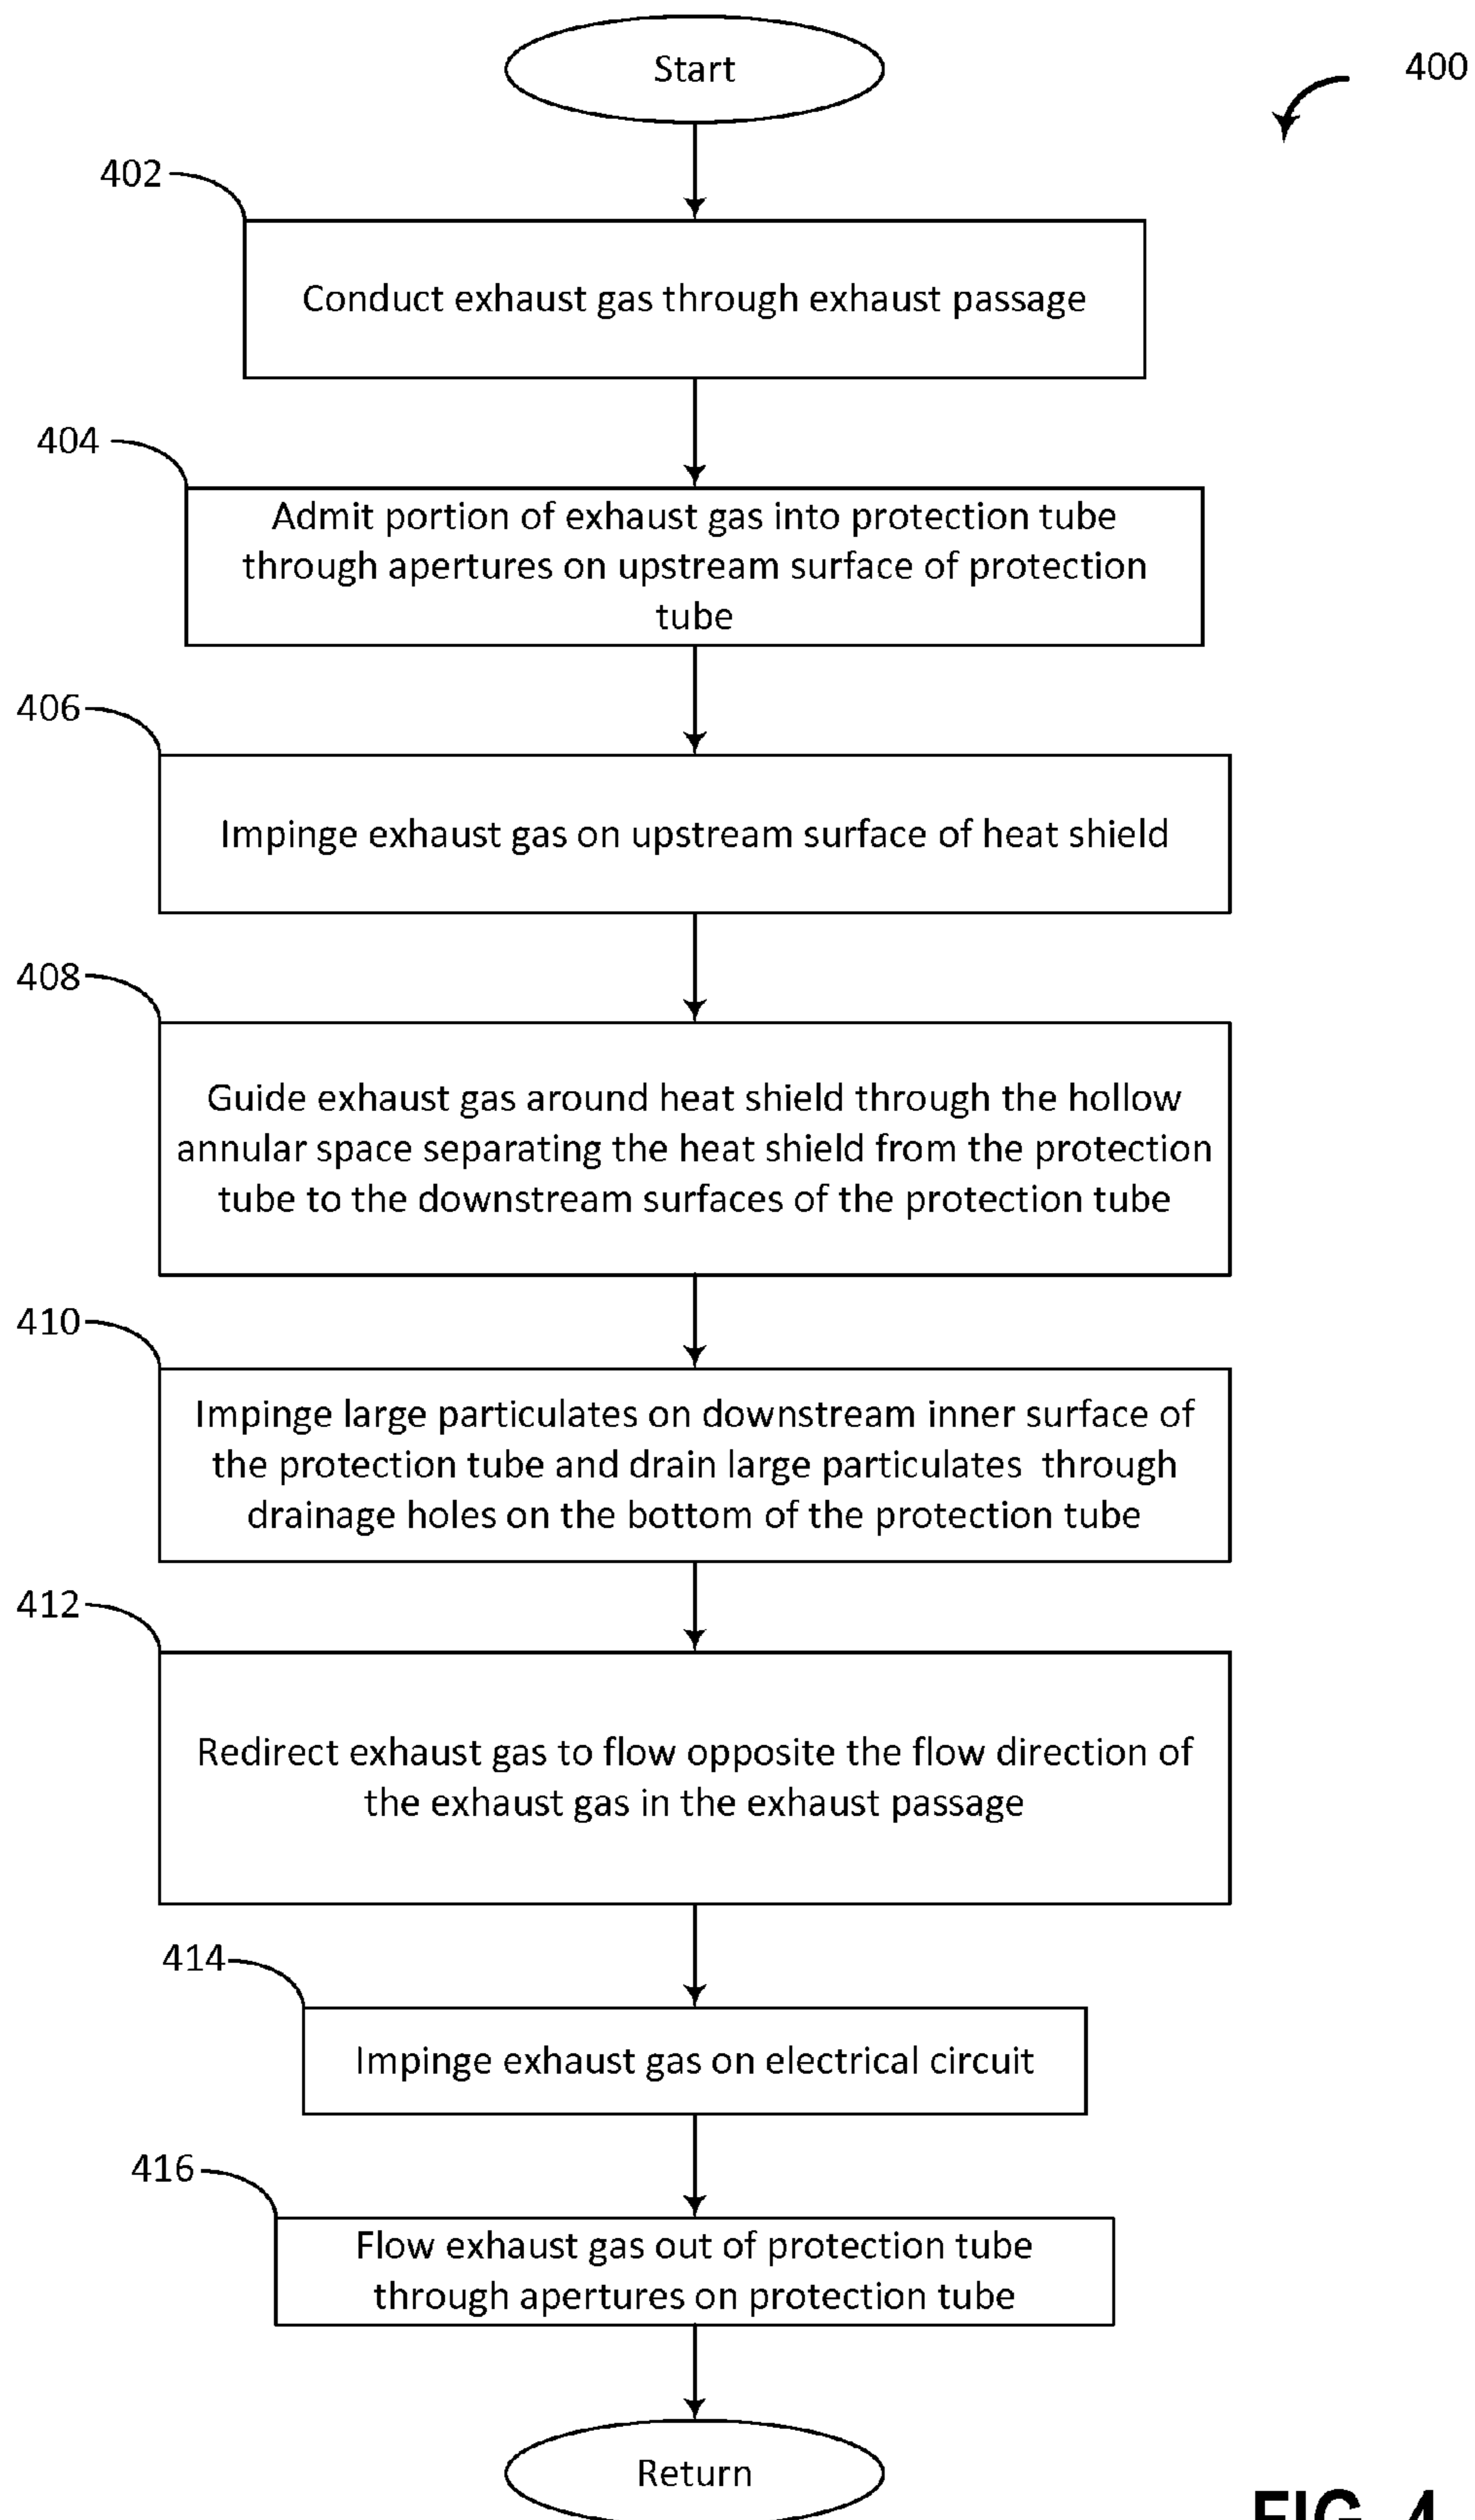 Start
400
402
Conduct exhaust gas through exhaust passage
404
Admit portion of exhaust gas into protection tube
through apertures on upstream surface of protection
tube
406
Impinge exhaust gas on upstream surface of heat shield
408
Guide exhaust gas around heat shield through the hollow
annular space separating the heat shield from the protection
tube to the downstream surfaces of the protection tube
410
Impinge large particulates on downstream inner surface of
the protection tube and drain large particulates through
drainage holes on the bottom of the protection tube
412
Redirect exhaust gas to flow opposite the flow direction of
the exhaust gas in the exhaust passage
414
Impinge exhaust gas on electrical circuit
416
Flow exhaust gas out of protection tube
through apertures on protection tube
Return
FIG. 4